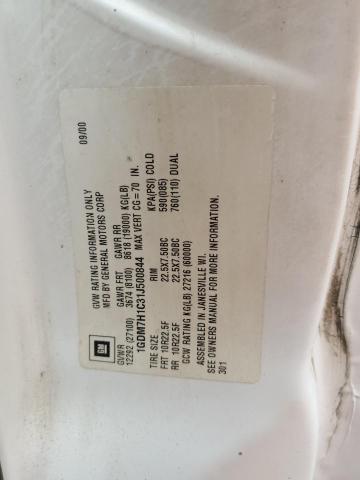 GVW RATING INFORMATION ONLY
MFD BY GENERAL MOTORS CORP
09/00
GM
GVWR GAWR FRT GAWR RR
12292 (27100) 3674 (8100) 8618 (19000) KG(LB)
1GDM7H1C31J500844 MAX VERT CG = 70 IN.
TIRE SIZE RIM KPA(PSI) COLD
FRT 10R22.5F 22.5X7.50BC 590(085)
RR 10R22.5F 22.5X7.50BC 760(110) DUAL
GCW RATING KG(LB) 27216 (60000)
ASSEMBLED IN JANESVILLE WI.
SEE OWNERS MANUAL FOR MORE INFORMATION.
301